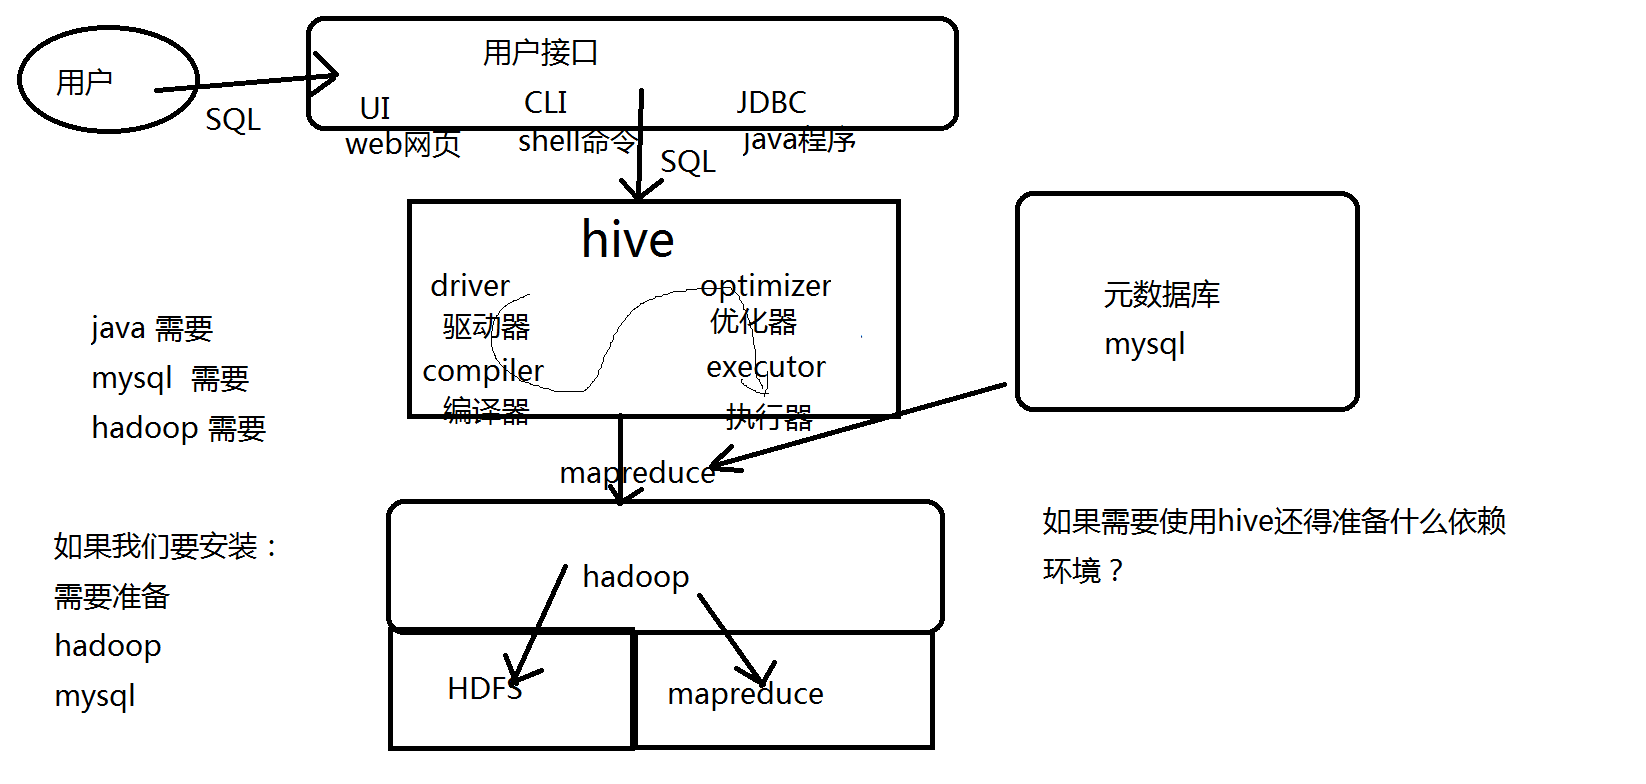 用户
SQL
用户接口
UI
CLI
JDBC
web网页
shell命令
java程序
SQL
hive
driver
optimizer
驱动器
优化器
compiler
executor
编译器
执行器
元数据库
mysql
java 需要
mysql 需要
hadoop 需要
mapreduce
如果我们要安装：
需要准备
hadoop
mysql
hadoop
HDFS
mapreduce
如果需要使用hive还得准备什么依赖
环境？